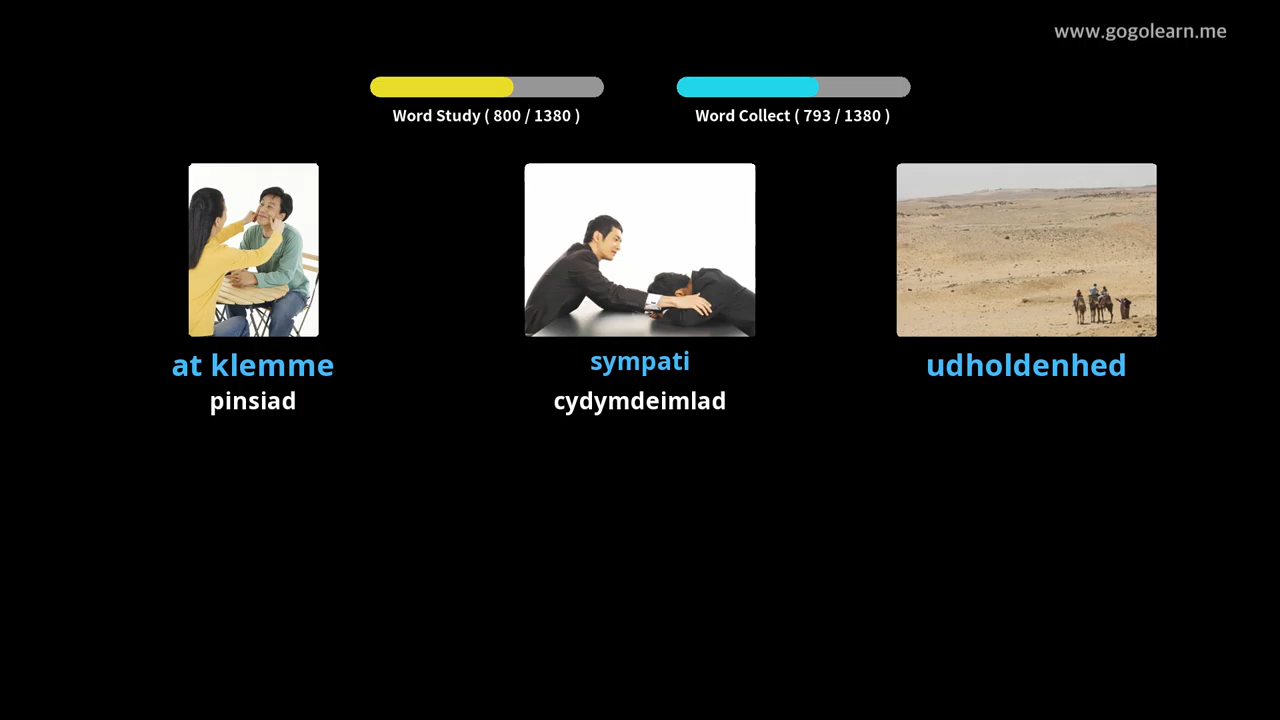 www.gogolearn.me
Word Study ( 800 / 1380 )
Word Collect ( 793 / 1380 )
at klemme
pinsiad
sympati
cydymdeimlad
udholdenhed